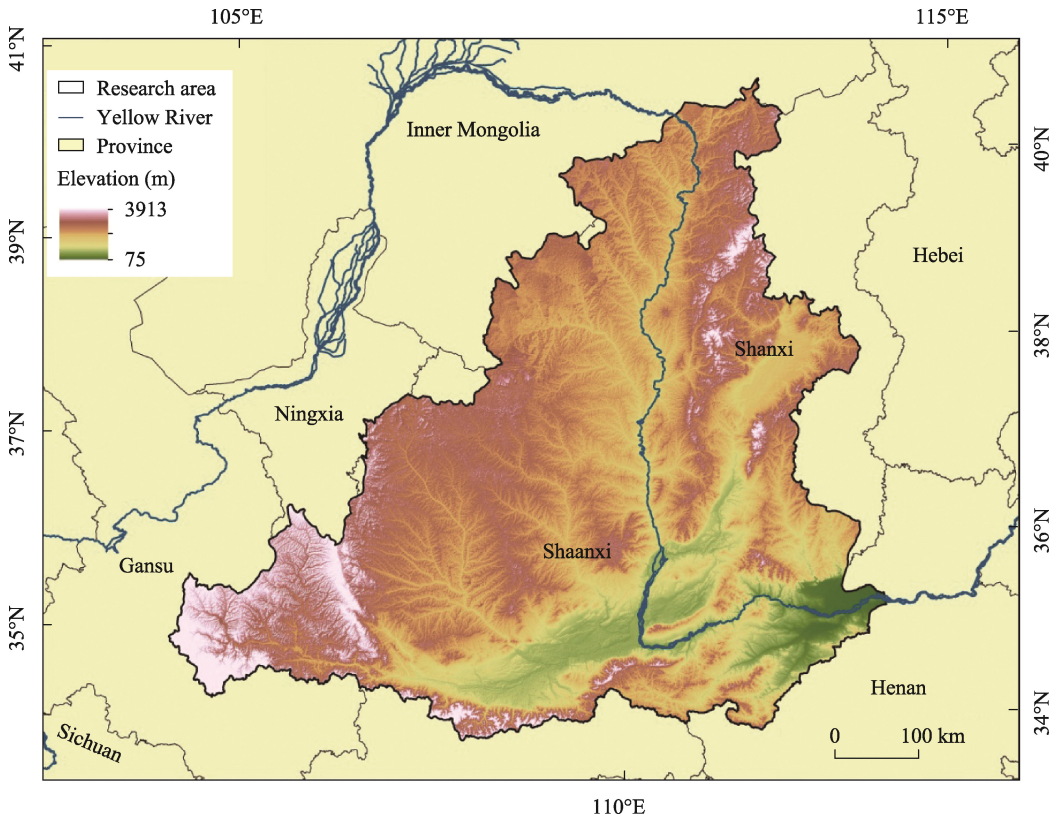 105°E
115°E
41°N
Research area
Yellow River
Province
Elevation (m)
3913
75
Inner Mongolia
40°N
39°N
Hebei
38°N
Shanxi
Ningxia
37°N
36°N
Shaanxi
Gansu
35°N
Henan
34°N
Sichuan
0 100 km
110°E